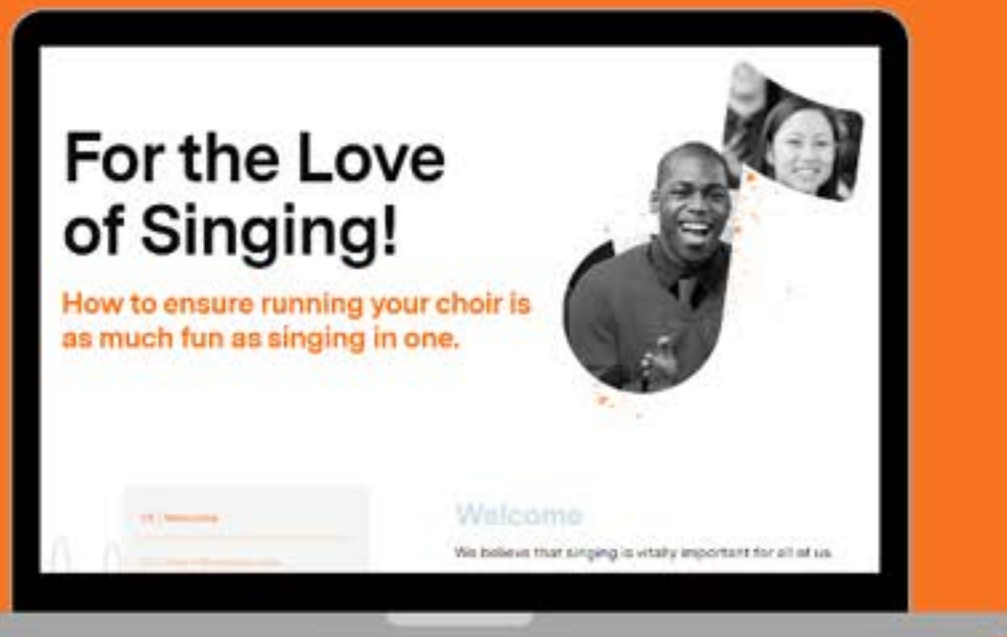 For the Love
of Singing!
How to ensure running your choir is
as much fun as singing in one.
Welcome
Welcome
We believe that singing is vitally important for all of us.